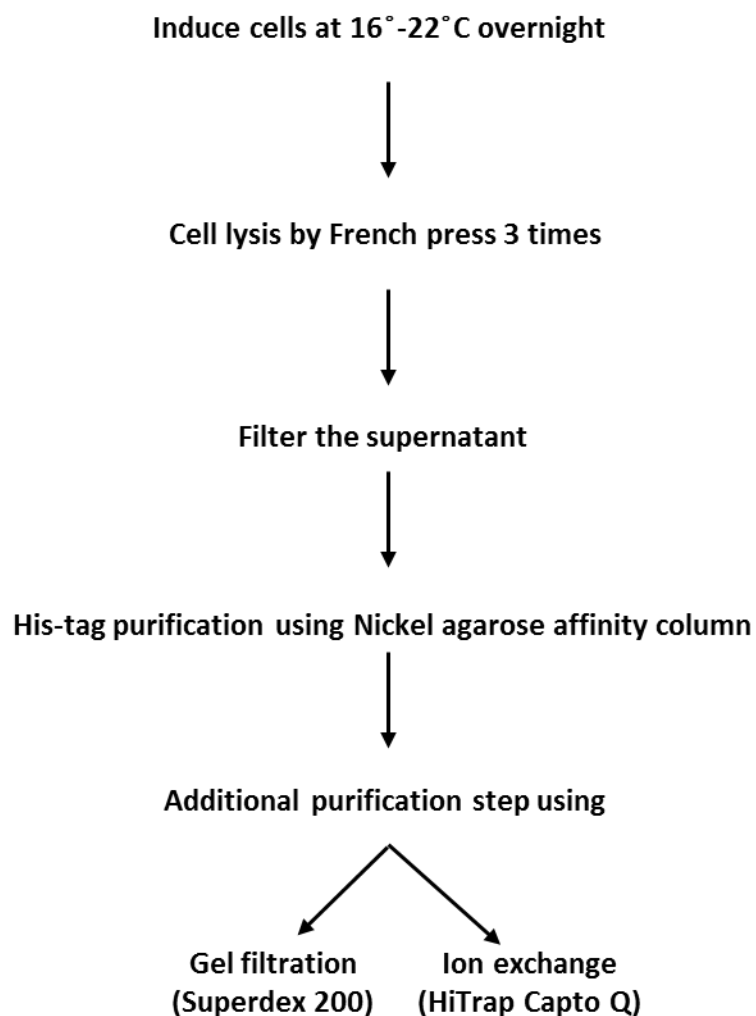 Induce cells at 16˚-22˚C overnight
Cell lysis by French press 3 times
Filter the supernatant
His-tag purification using Nickel agarose affinity column
Additional purification step using
Gel filtration
(Superdex 200)
Ion exchange
(HiTrap Capto Q)